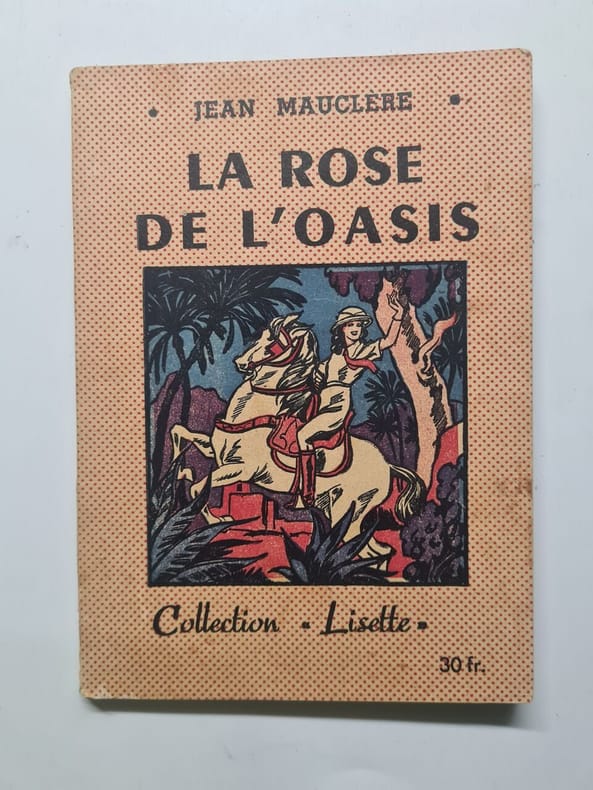 • JEAN MAUCLÈRE •
LA ROSE
DE L'OASIS
Collection « Lisette »
30 fr.